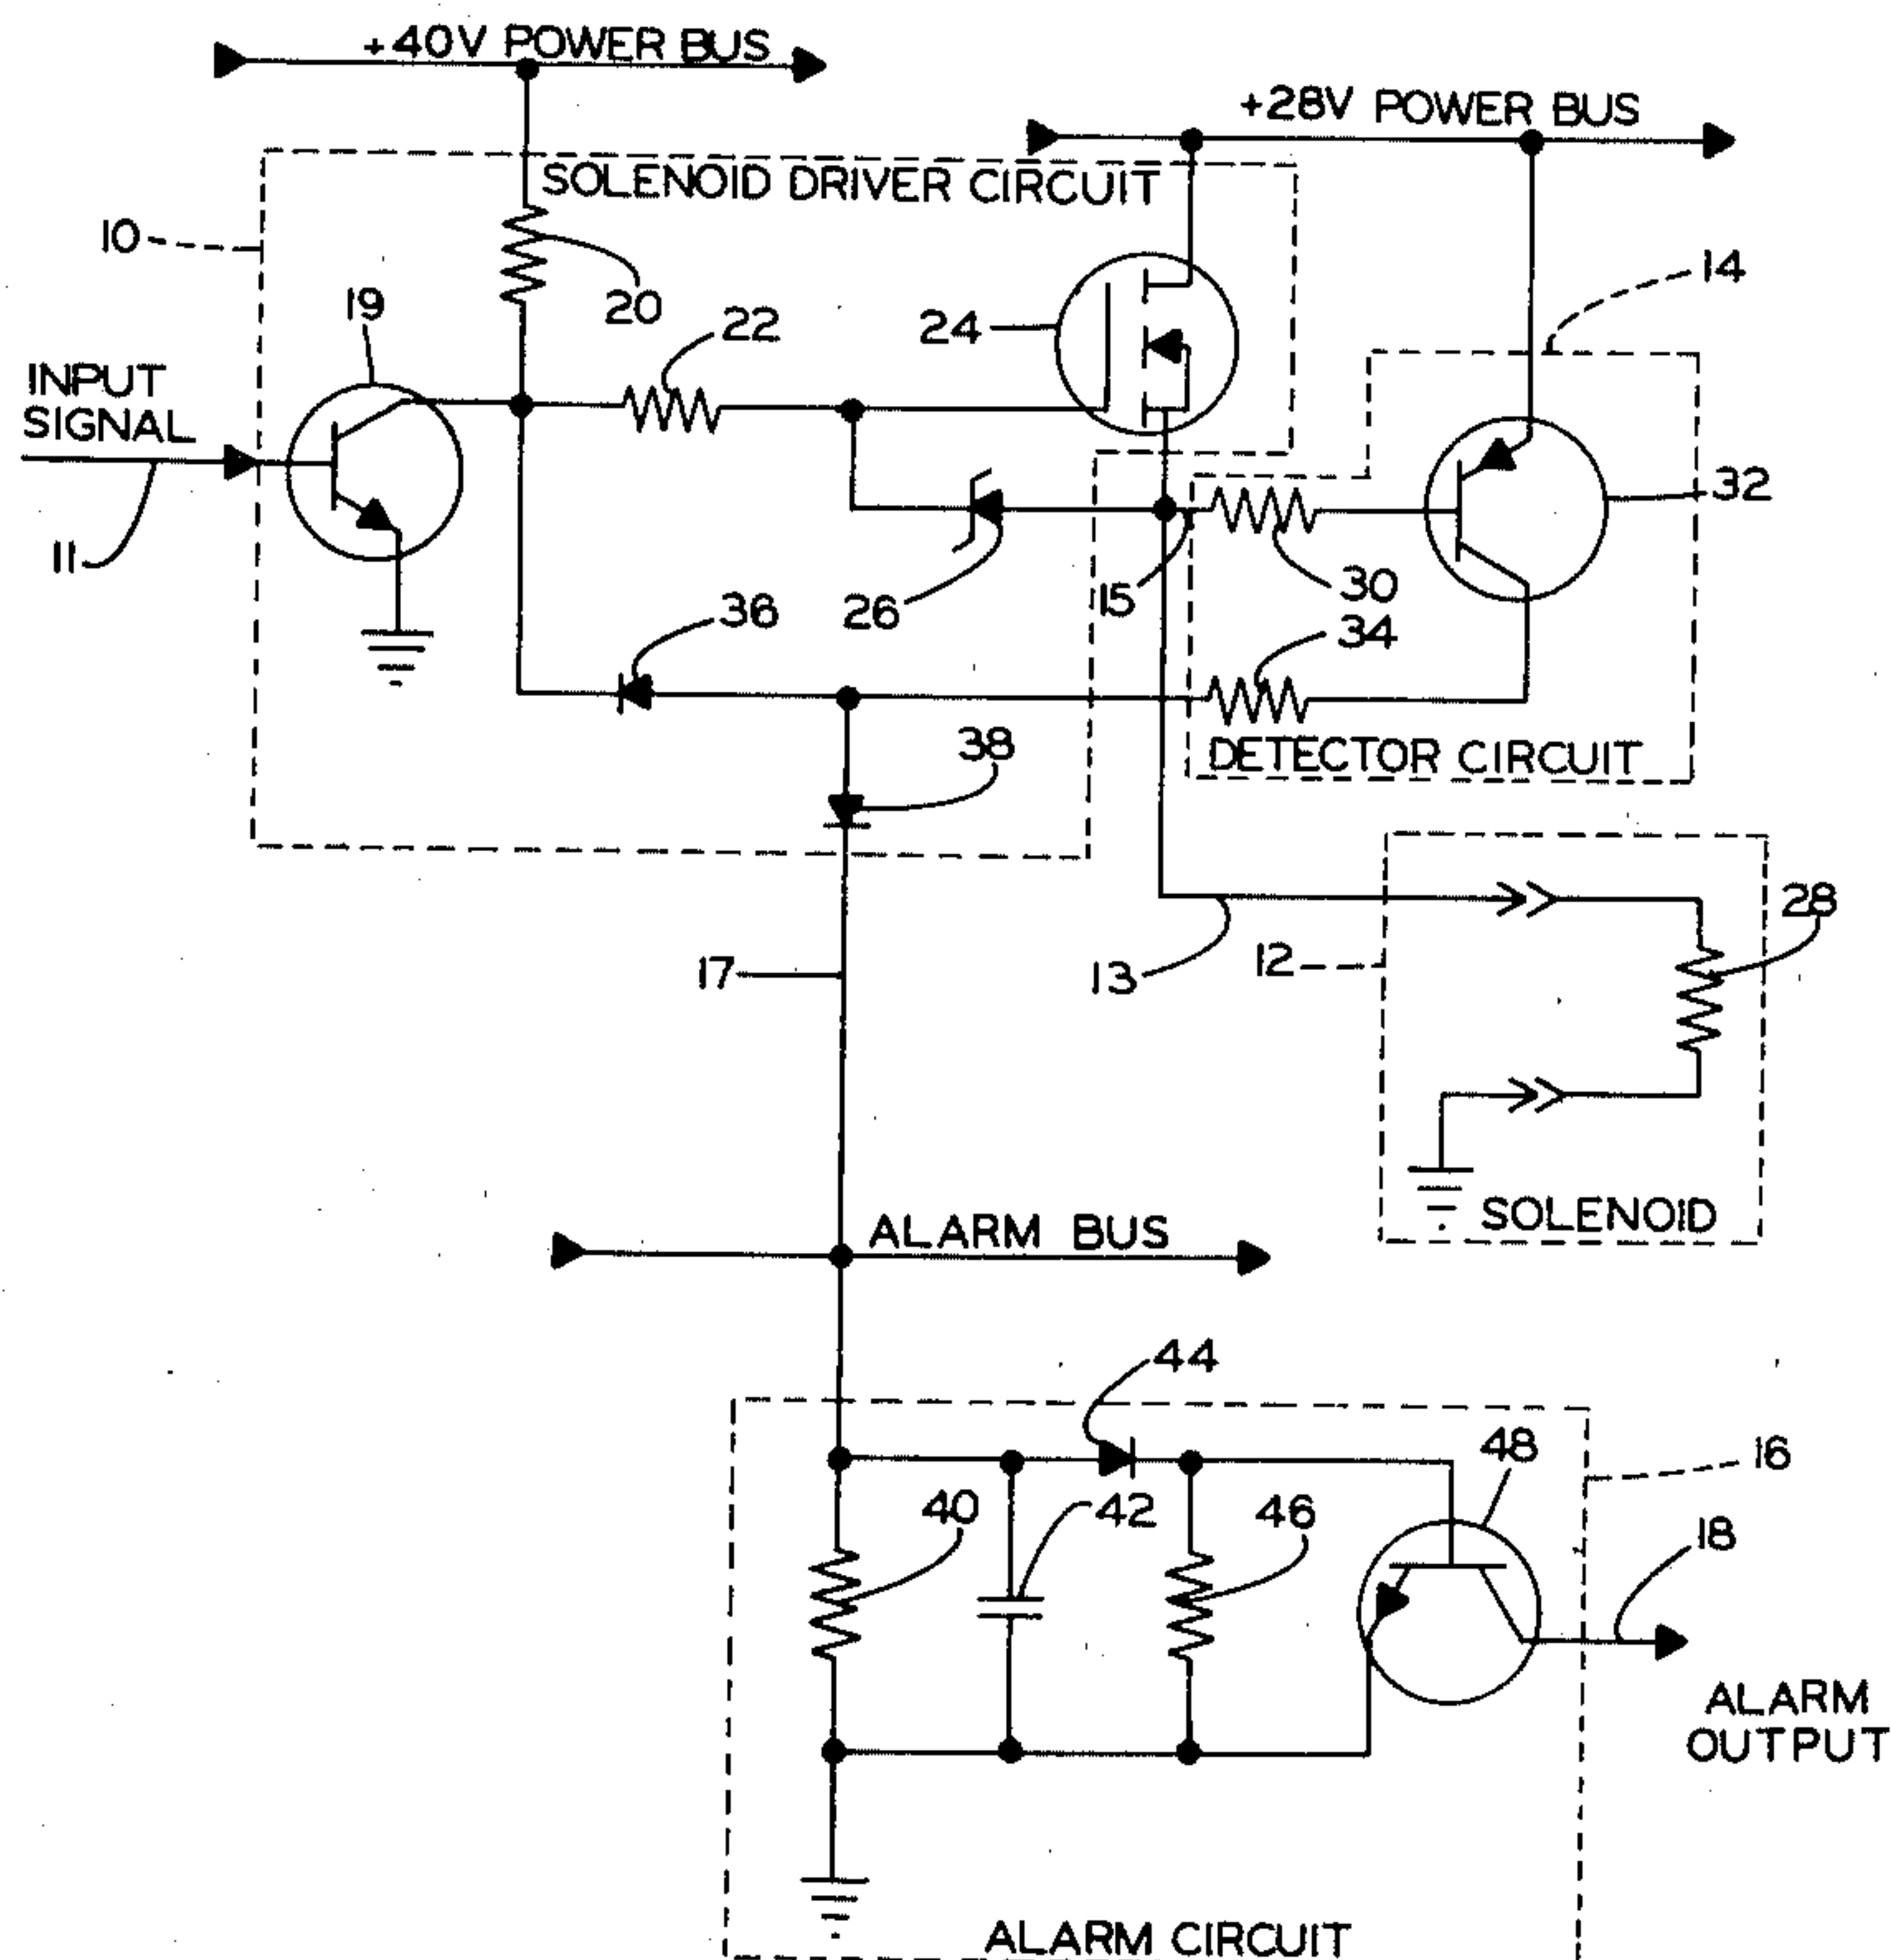 +40V POWER BUS
+28V POWER BUS
SOLENOID DRIVER CIRCUIT
10
14
19
20
22
24
INPUT
SIGNAL
32
11
36
26
15
30
34
38
DETECTOR CIRCUIT
28
17
13
12
SOLENOID
ALARM BUS
44
48
16
40
42
46
18
ALARM
OUTPUT
ALARM CIRCUIT